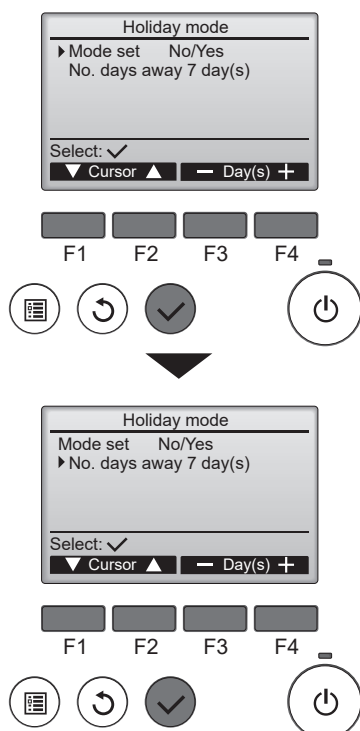 Holiday mode
Mode set No/Yes
No. days away 7 day(s)
Select:
Cursor Day(s)
F1 F2 F3 F4
Holiday mode
Mode set No/Yes
No. days away 7 day(s)
Select:
Cursor Day(s)
F1 F2 F3 F4